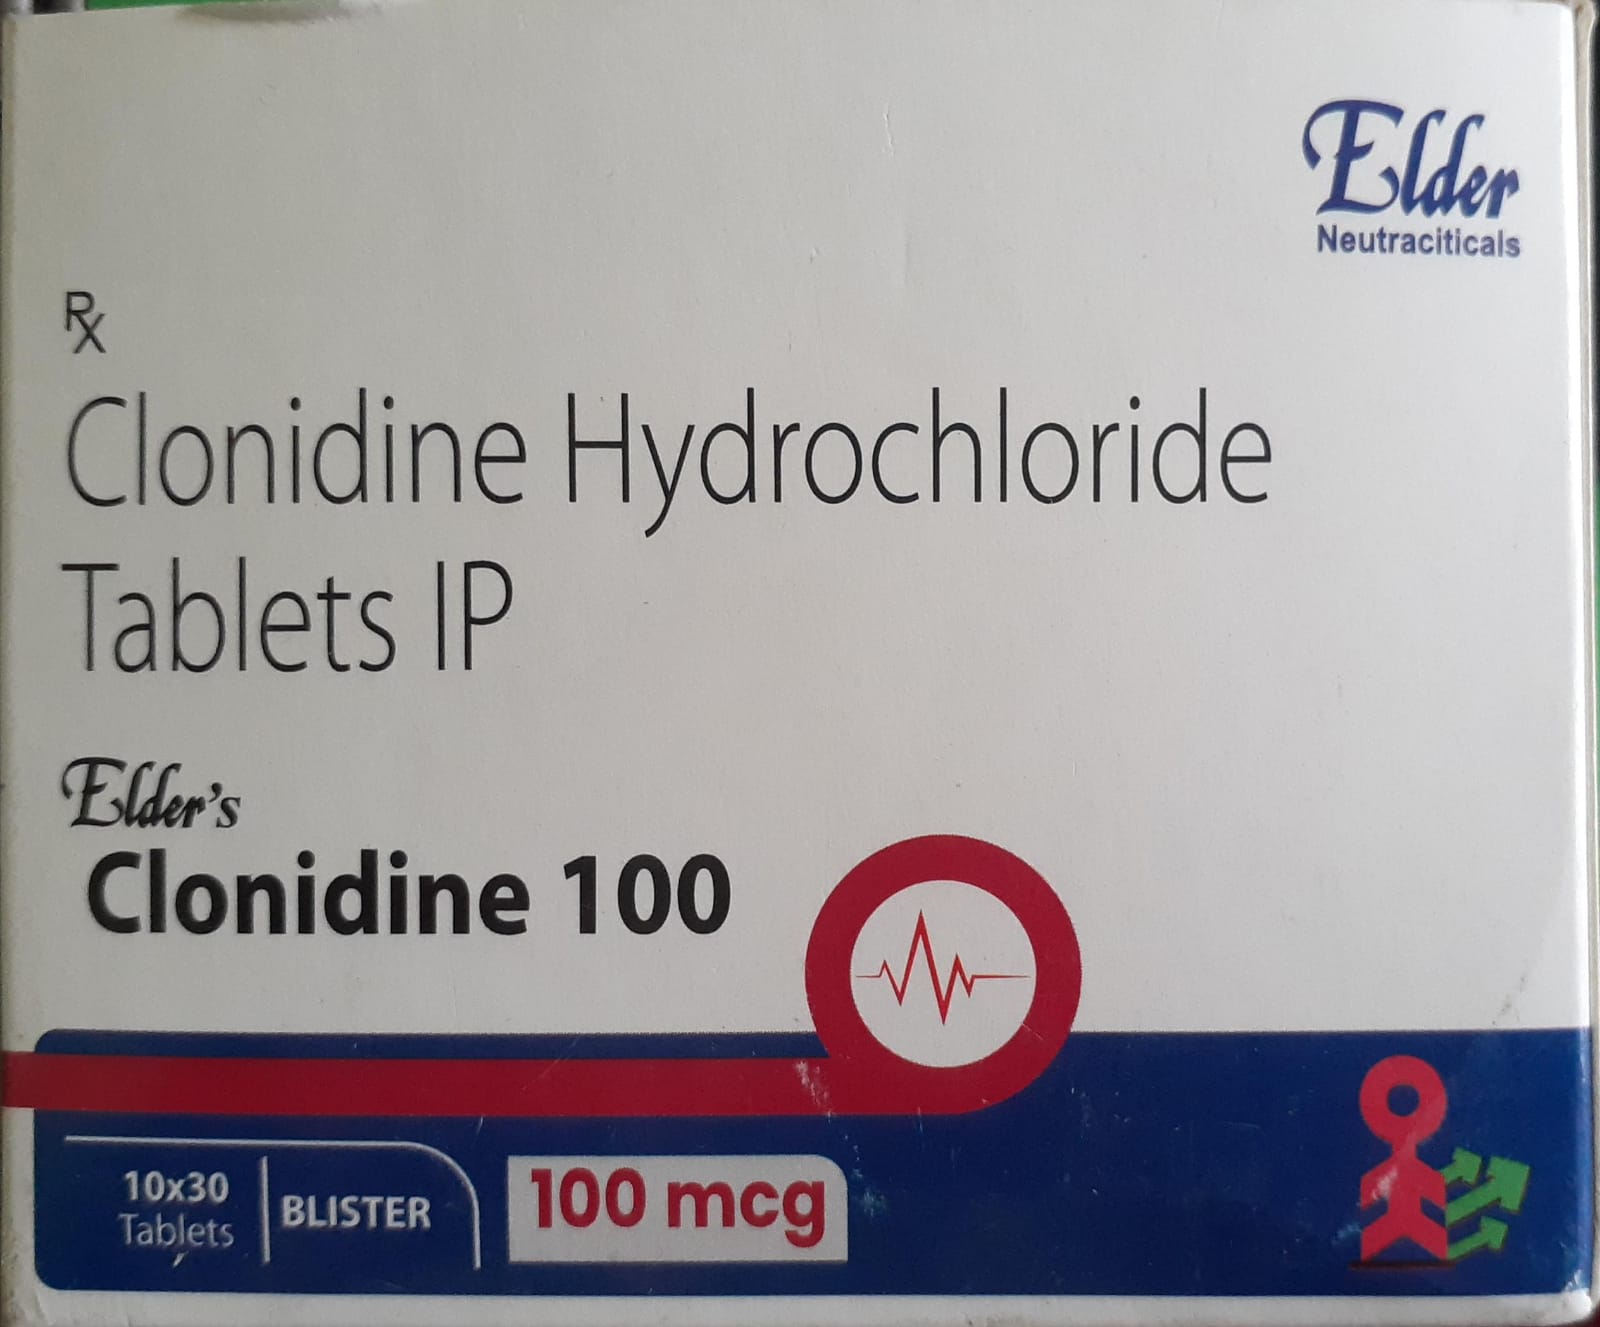 Elder
Neutraciticals
Rx
Clonidine Hydrochloride
Tablets IP
Elder's
Clonidine 100
10x30
Tablets
BLISTER
100 mcg